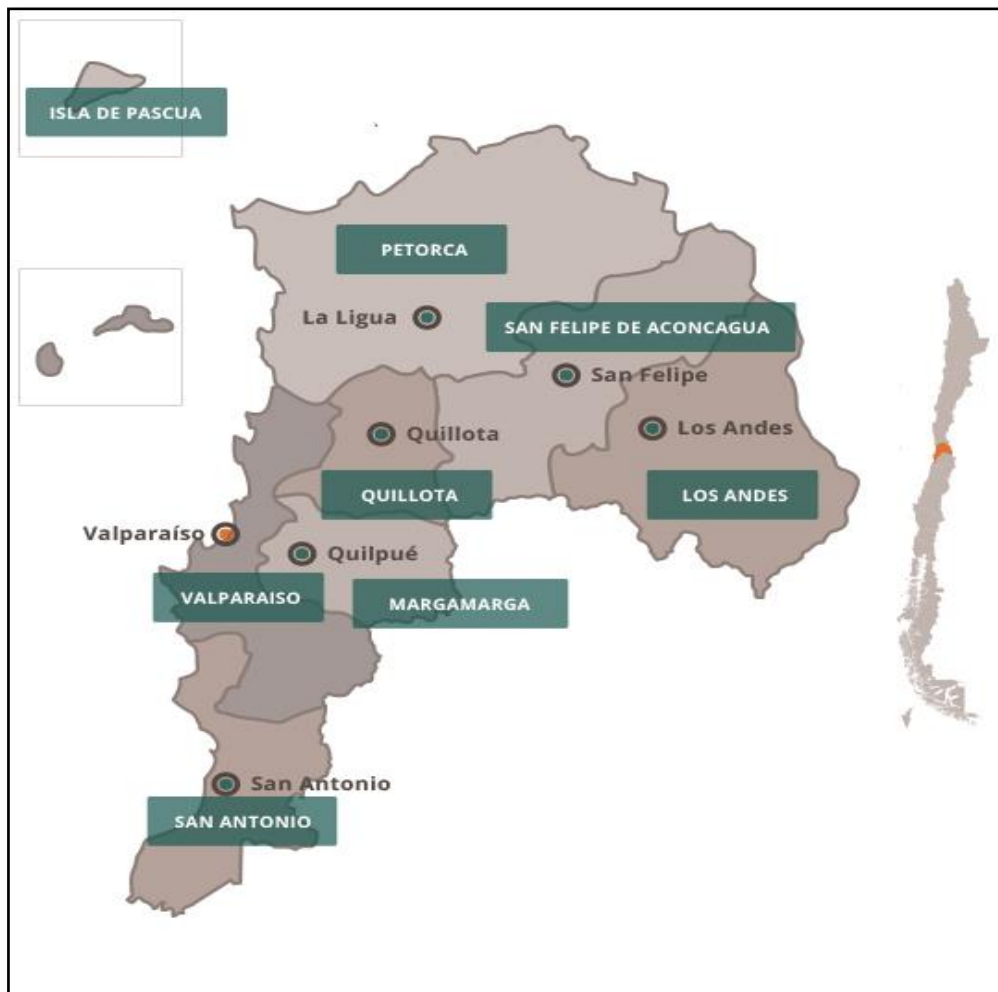 ISLA DE PASCUA
PETORCA
La Ligua
SAN FELIPE DE ACONCAGUA
San Felipe
Los Andes
Quillota
QUILLOTA
LOS ANDES
Valparaíso
Quilpué
VALPARAISO
MARGAMARGA
San Antonio
SAN ANTONIO